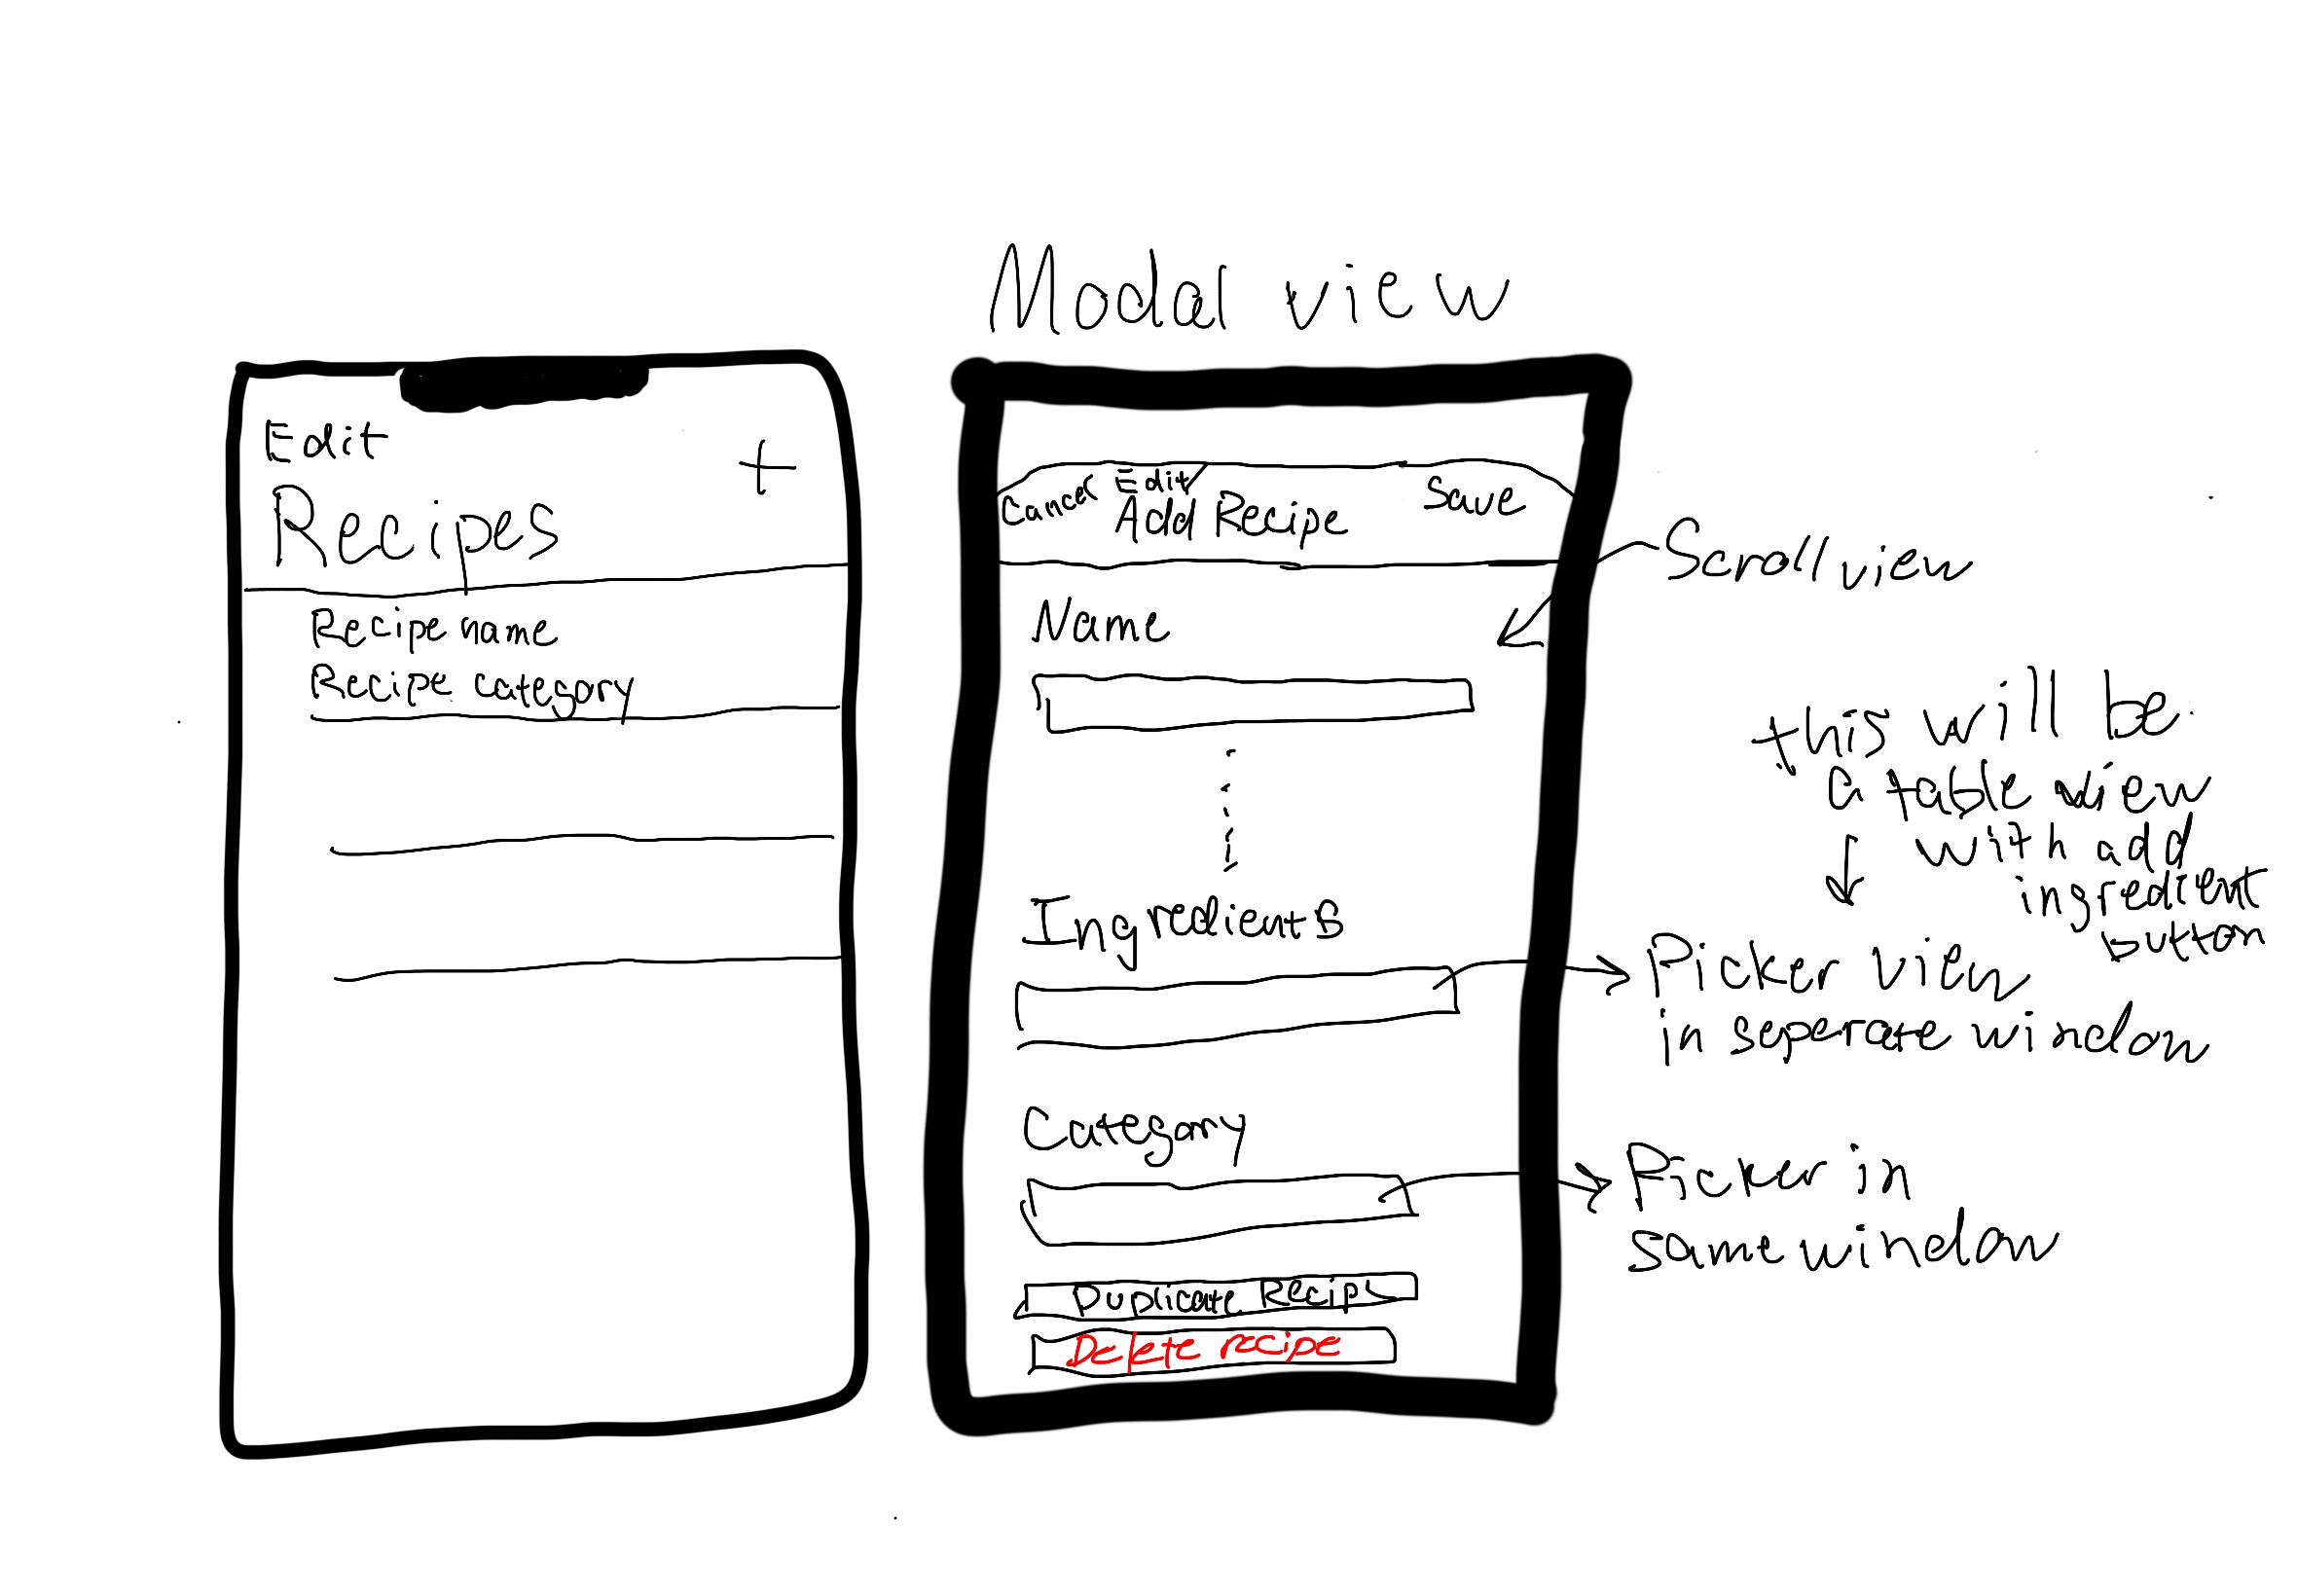 Modal view
Edit
+
Recipes
Recipe name
Recipe category
Cancel
Edit/
Add Recipe
Save
Scroll view
Name
this will be
a table view
with add
ingredient
button
Ingredients
Picker view
in seperate window
Category
Picker in
same window
Duplicate Recipe
Delete recipe